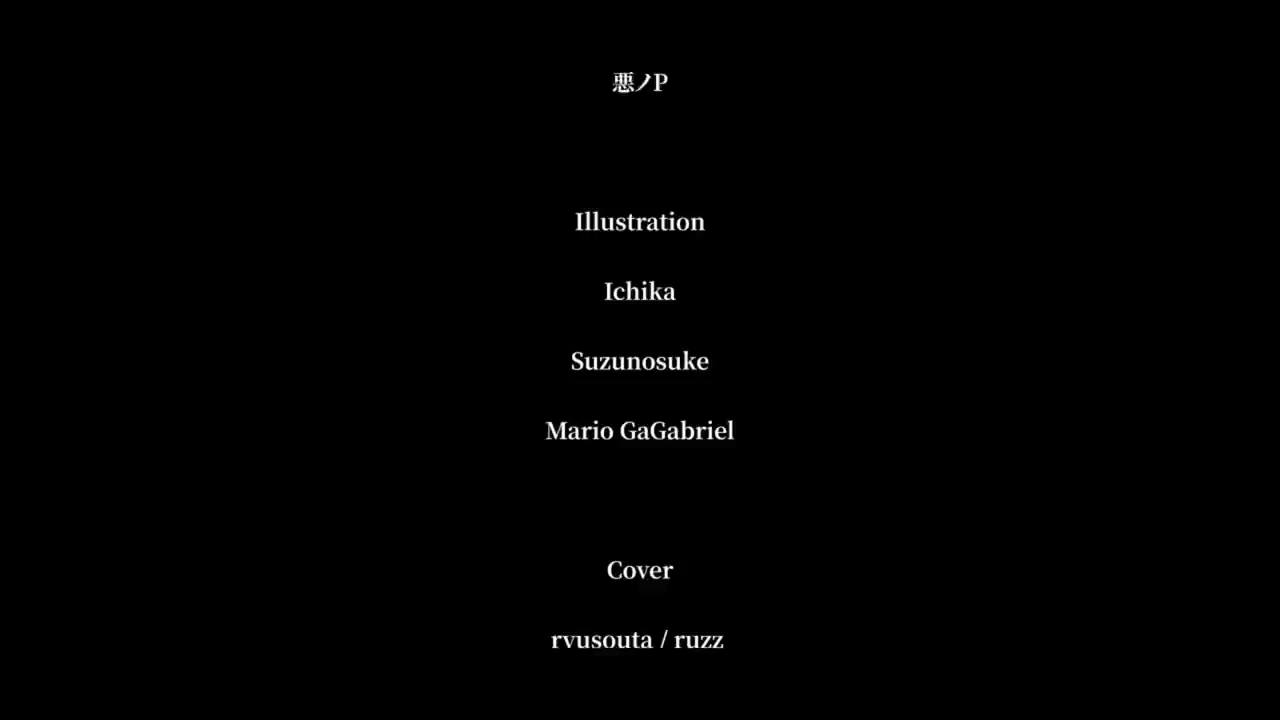 悪ノP
Illustration
Ichika
Suzunosuke
Mario GaGabriel
Cover
rvusouta / ruzz